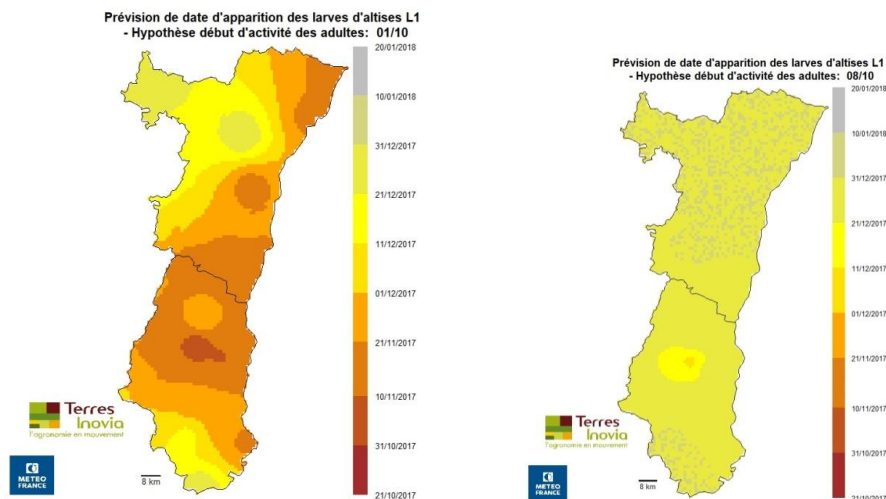 Prévision de date d'apparition des larves d'altises L1
- Hypothèse début d'activité des adultes: 01/10
20/01/2018
10/01/2018
31/12/2017
21/12/2017
11/12/2017
01/12/2017
21/11/2017
10/11/2017
31/10/2017
21/10/2017
Terres
Inovia
l'agronomie en mouvement
METEO
FRANCE
8 km
Prévision de date d'apparition des larves d'altises L1
- Hypothèse début d'activité des adultes: 08/10
20/01/2018
10/01/2018
31/12/2017
21/12/2017
11/12/2017
01/12/2017
21/11/2017
10/11/2017
31/10/2017
21/10/2017
Terres
Inovia
l'agronomie en mouvement
METEO
FRANCE
8 km